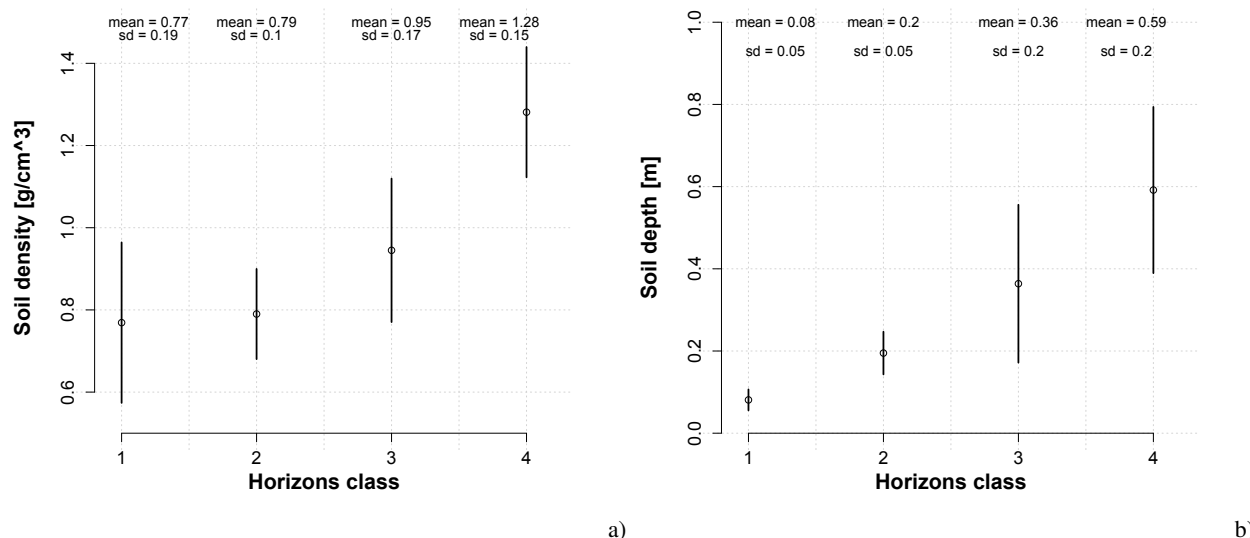 mean = 0.77 mean = 0.79 mean = 0.95 mean = 1.28
sd = 0.19 sd = 0.1 sd = 0.17 sd = 0.15
1.4
1.2
1.0
0.8
0.6
Soil density [g/cm^3]
1 2 3 4
Horizons class
a)
mean = 0.08 mean = 0.2 mean = 0.36 mean = 0.59
sd = 0.05 sd = 0.05 sd = 0.2 sd = 0.2
1.0
0.8
0.6
0.4
0.2
0.0
Soil depth [m]
1 2 3 4
Horizons class
b)